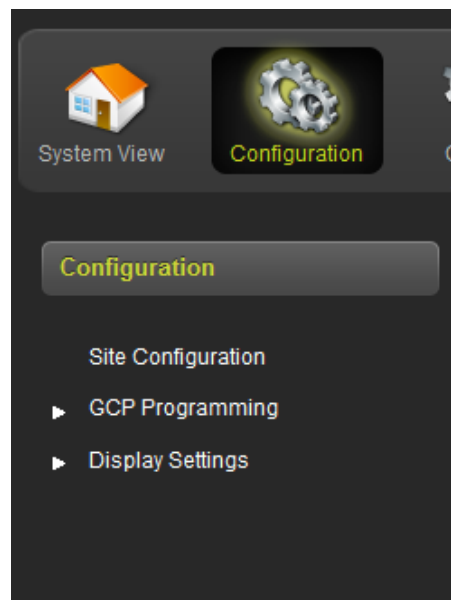 System View
Configuration
Configuration
Site Configuration
GCP Programming
Display Settings